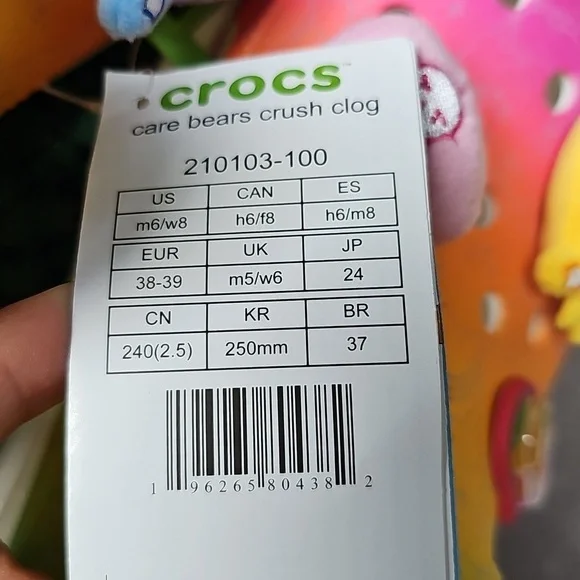 crocs™
care bears crush clog
210103-100
US CAN ES
m6/w8 h6/f8 h6/m8
EUR UK JP
38-39 m5/w6 24
CN KR BR
240(2.5) 250mm 37
1 96265 80438 2